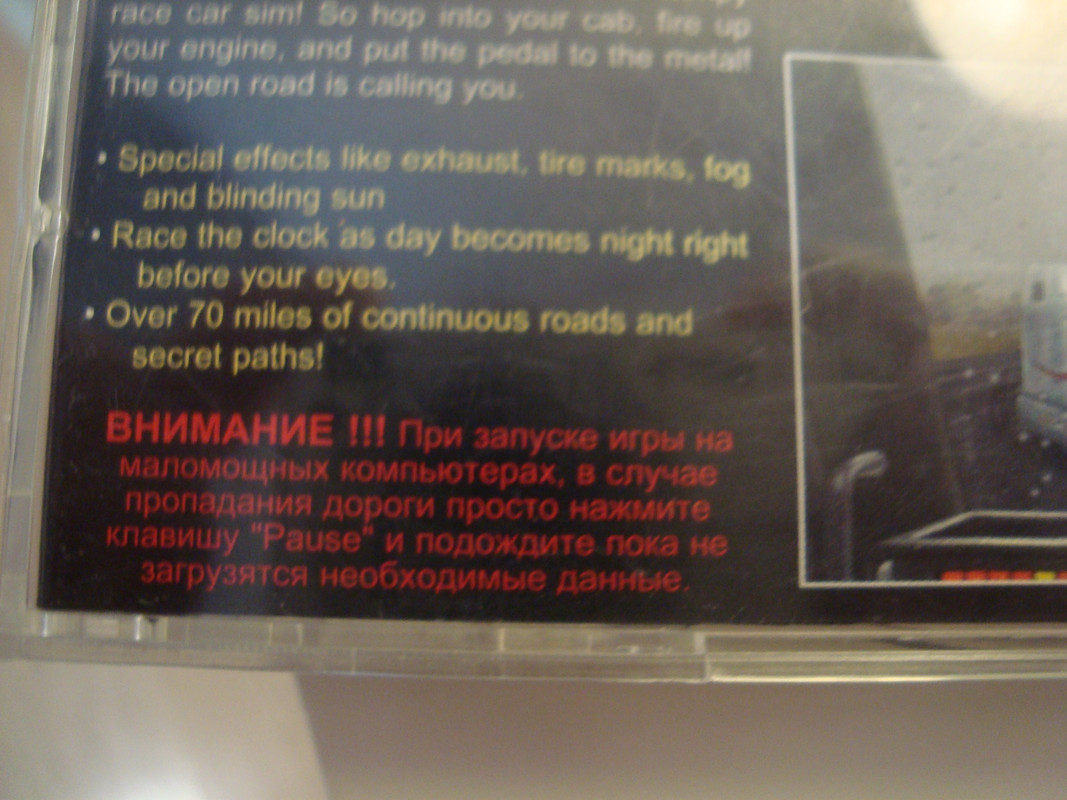 race car sim! So hop into your cab, fire up
your engine, and put the pedal to the metal!
The open road is calling you.
• Special effects like exhaust, tire marks, fog
and blinding sun
• Race the clock as day becomes night right
before your eyes.
• Over 70 miles of continuous roads and
secret paths!
ВНИМАНИЕ !!! При запуске игры на
маломощных компьютерах, в случае
пропадания дороги просто нажмите
клавишу "Pause" и подождите пока не
загрузятся необходимые данные.